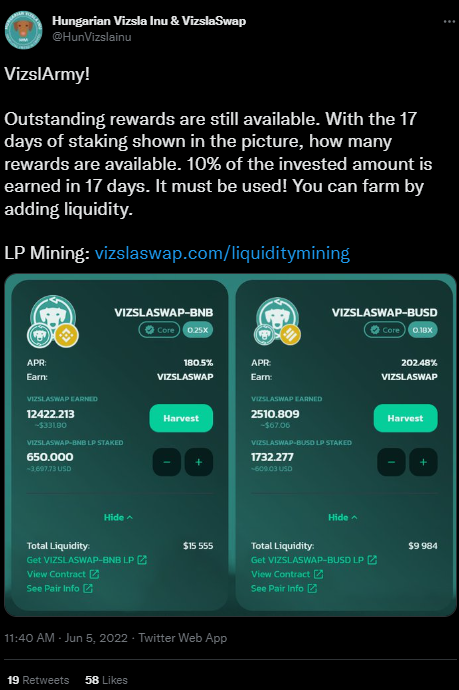 Hungarian Vizsla Inu & VizslaSwap
@HunVizslainu
VizslArmy!
Outstanding rewards are still available. With the 17
days of staking shown in the picture, how many
rewards are available. 10% of the invested amount is
earned in 17 days. It must be used! You can farm by
adding liquidity.
LP Mining: vizslaswap.com/liquiditymining
VIZSLASWAP-BNB
Core
0.25X
APR:
180.5%
Earn:
VIZSLASWAP
VIZSLASWAP EARNED
12422.213
~$331.80
Harvest
VIZSLASWAP-BNB LP STAKED
650.000
~3,697.73 USD
Hide
Total Liquidity:
$15 555
Get VIZSLASWAP-BNB LP
View Contract
See Pair Info
VIZSLASWAP-BUSD
Core
0.18X
APR:
202.48%
Earn:
VIZSLASWAP
VIZSLASWAP EARNED
2510.809
~$67.06
Harvest
VIZSLASWAP-BUSD LP STAKED
1732.277
~609.03 USD
Hide
Total Liquidity:
$9 984
Get VIZSLASWAP-BUSD LP
View Contract
See Pair Info
11:40 AM · Jun 5, 2022 · Twitter Web App
19 Retweets 58 Likes